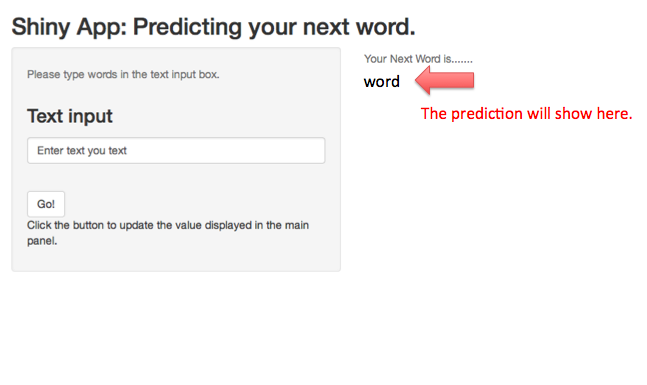 Shiny App: Predicting your next word.
Please type words in the text input box.
Text input
Enter text you text
Go!
Click the button to update the value displayed in the main
panel.
Your Next Word is.......
word
The prediction will show here.